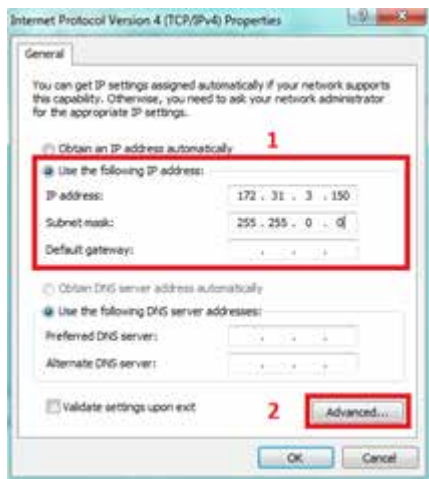 Internet Protocol Version 4 (TCP/IPv4) Properties
General
You can get IP settings assigned automatically if your network supports
this capability. Otherwise, you need to ask your network administrator
for the appropriate IP settings.
1
Obtain an IP address automatically
Use the following IP address:
IP address: 172 . 31 . 3 . 150
Subnet mask: 255 . 255 . 0 . 0
Default gateway: . . .
Obtain DNS server address automatically
Use the following DNS server addresses:
Preferred DNS server: . . .
Alternate DNS server: . . .
Validate settings upon exit
2
Advanced...
OK Cancel